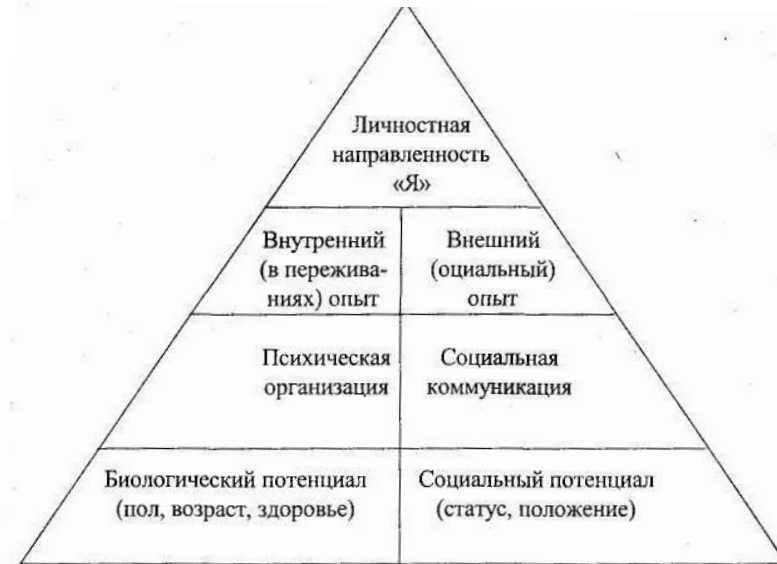 Личностная
направленность
«Я»
Внутренний
(в пережива-
ниях) опыт
Внешний
(оциальный)
опыт
Психическая
организация
Социальная
коммуникация
Биологический потенциал
(пол, возраст, здоровье)
Социальный потенциал
(статус, положение)